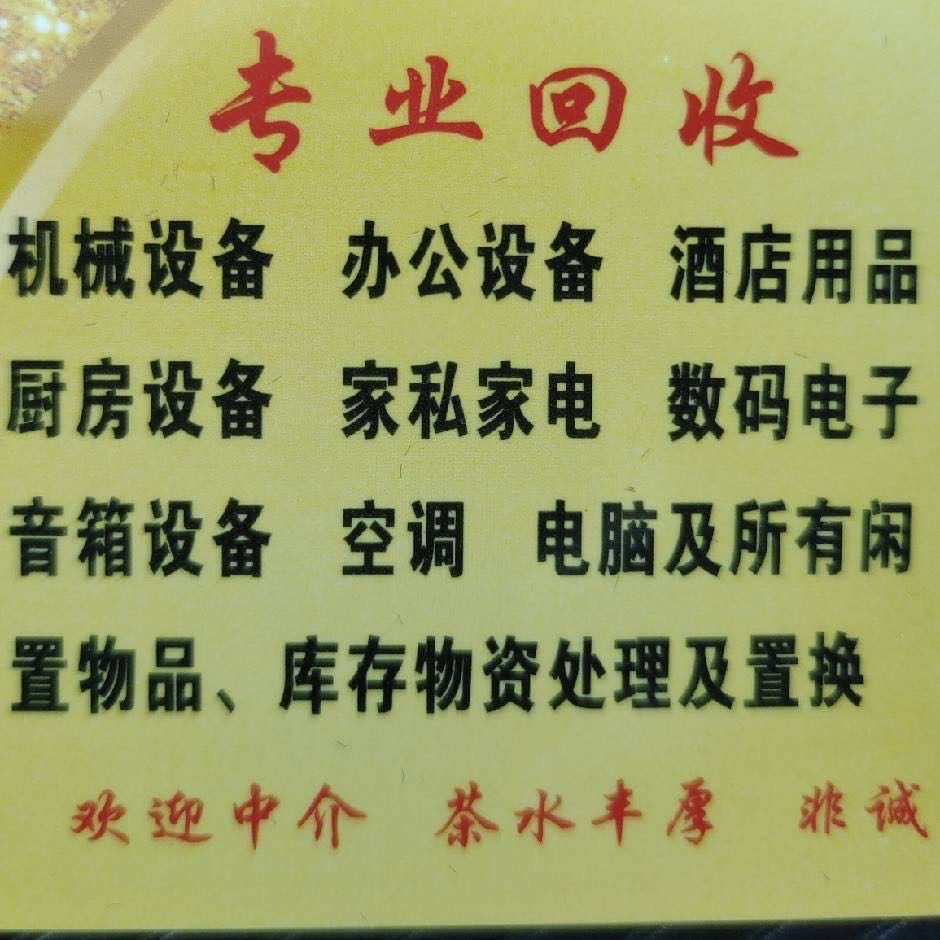 专业回收
机械设备 办公设备 酒店用品
厨房设备 家私家电 数码电子
音箱设备 空调 电脑及所有闲
置物品、库存物资处理及置换
欢迎中介 茶水丰厚 非诚